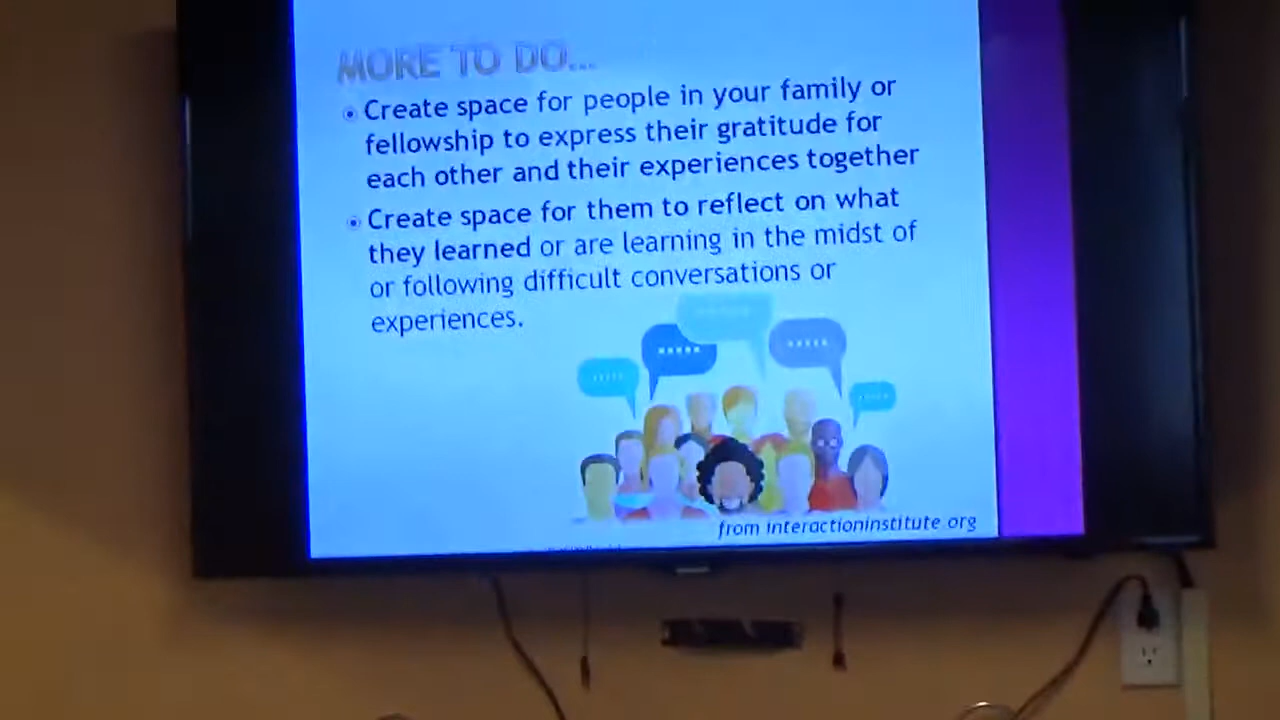 MORE TO DO...
Create space for people in your family or
fellowship to express their gratitude for
each other and their experiences together
Create space for them to reflect on what
they learned or are learning in the midst of
or following difficult conversations or
experiences.
from interactioninstitute.org